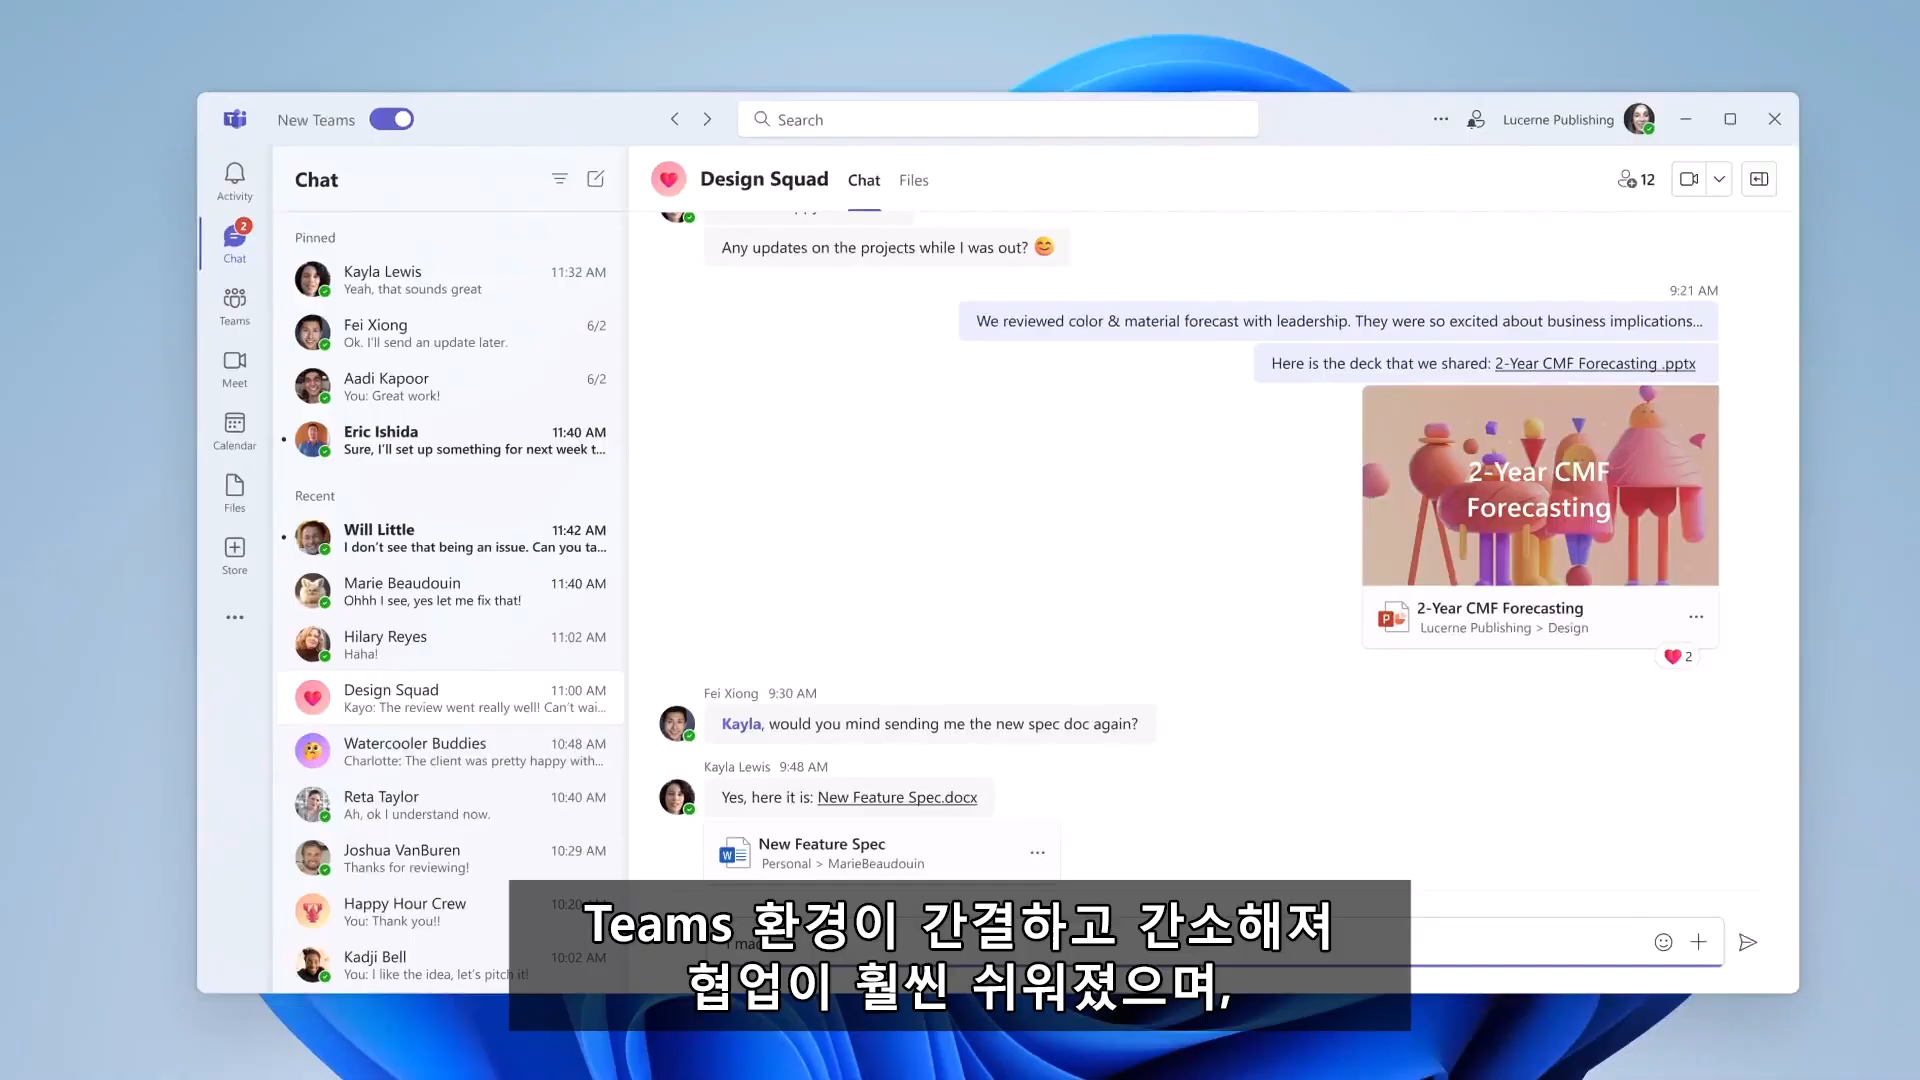 New Teams
Search
Lucerne Publishing
Activity
2
Chat
Teams
Meet
Calendar
Files
Store
Chat
Pinned
Kayla Lewis 11:32 AM
Yeah, that sounds great
Fei Xiong 6/2
Ok. I'll send an update later.
Aadi Kapoor 6/2
You: Great work!
Eric Ishida 11:40 AM
Sure, I'll set up something for next week t...
Recent
Will Little 11:42 AM
I don't see that being an issue. Can you ta...
Marie Beaudouin 11:40 AM
Ohhh I see, yes let me fix that!
Hilary Reyes 11:02 AM
Haha!
Design Squad 11:00 AM
Kayo: The review went really well! Can't wai...
Watercooler Buddies 10:48 AM
Charlotte: The client was pretty happy with...
Reta Taylor 10:40 AM
Ah, ok I understand now.
Joshua VanBuren 10:29 AM
Thanks for reviewing!
Happy Hour Crew 10:20
You: Thank you!!
Kadji Bell 10:02 AM
You: I like the idea, let's pitch it!
Design Squad Chat Files
12
Any updates on the projects while I was out? 😊
9:21 AM
We reviewed color & material forecast with leadership. They were so excited about business implications...
Here is the deck that we shared: 2-Year CMF Forecasting .pptx
2-Year CMF
Forecasting
2-Year CMF Forecasting
Lucerne Publishing > Design
2
Fei Xiong 9:30 AM
Kayla, would you mind sending me the new spec doc again?
Kayla Lewis 9:48 AM
Yes, here it is: New Feature Spec.docx
New Feature Spec
Personal > MarieBeaudouin
Teams 환경이 간결하고 간소해져
협업이 훨씬 쉬워졌으며,